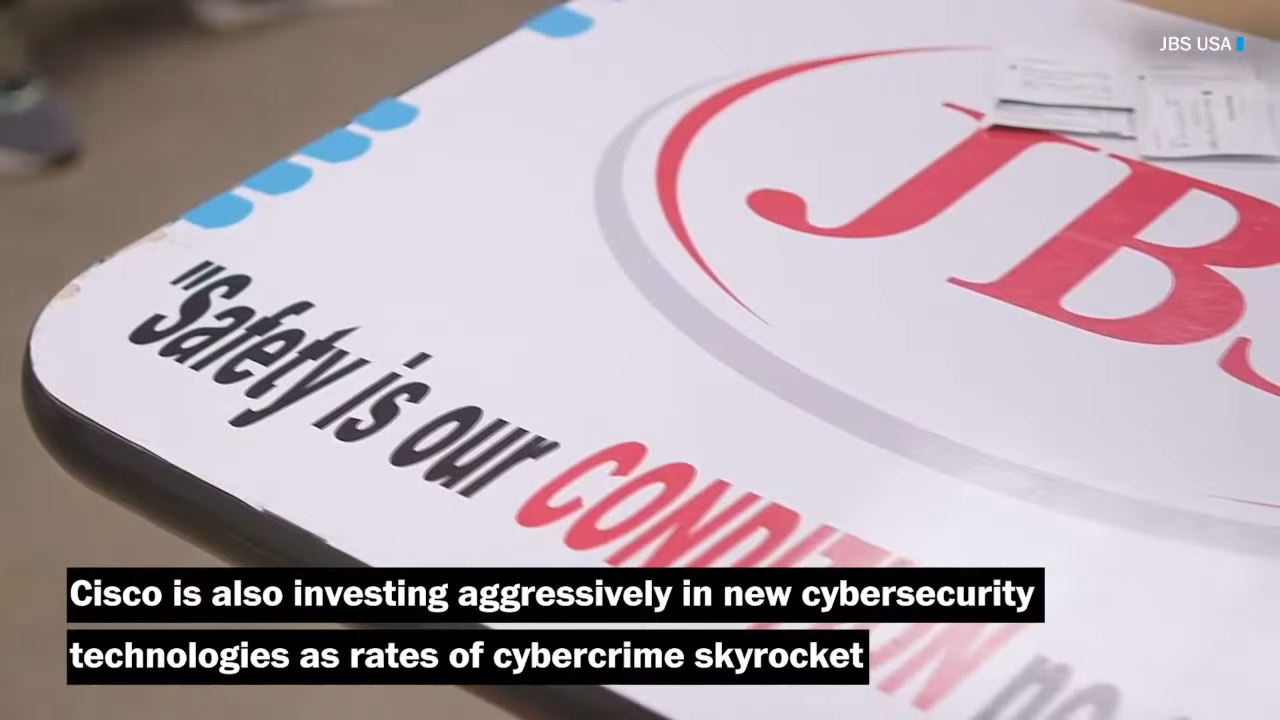 JBS USA
JBS
"Safety is our CONDITION
Cisco is also investing aggressively in new cybersecurity
technologies as rates of cybercrime skyrocket